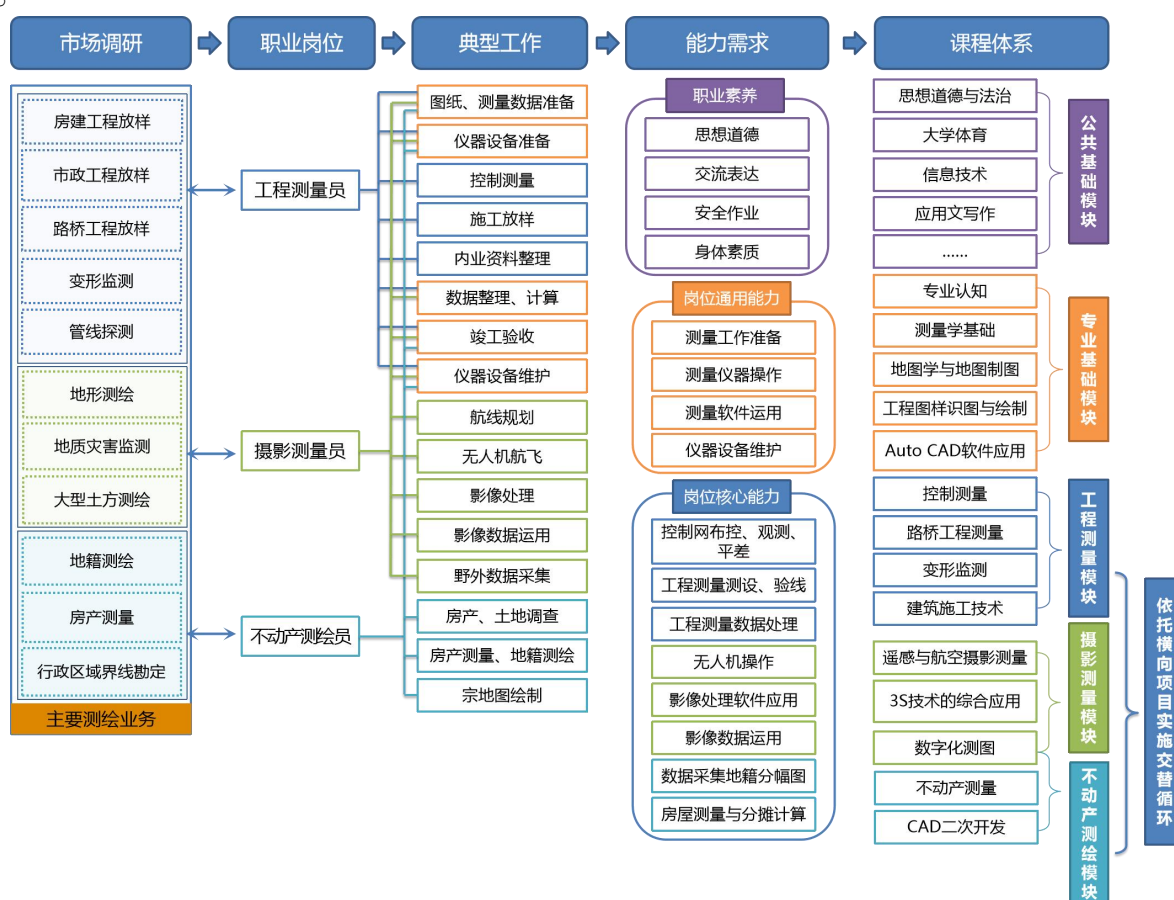 市场调研
职业岗位
典型工作
能力需求
课程体系
房建工程放样
市政工程放样
路桥工程放样
变形监测
管线探测
地形测绘
地质灾害监测
大型土方测绘
地籍测绘
房产测量
行政区域界线勘定
主要测绘业务
工程测量员
摄影测量员
不动产测绘员
图纸、测量数据准备
仪器设备准备
控制测量
施工放样
内业资料整理
数据整理、计算
竣工验收
仪器设备维护
航线规划
无人机航飞
影像处理
影像数据运用
野外数据采集
房产、土地调查
房产测量、地籍测绘
宗地图绘制
职业素养
思想道德
交流表达
安全作业
身体素质
岗位通用能力
测量工作准备
测量仪器操作
测量软件运用
仪器设备维护
岗位核心能力
控制网布控、观测、
平差
工程测量测设、验线
工程测量数据处理
无人机操作
影像处理软件应用
影像数据运用
数据采集地籍分幅图
房屋测量与分摊计算
思想道德与法治
大学体育
信息技术
应用文写作
......
专业认知
测量学基础
地图学与地图制图
工程图样识图与绘制
Auto CAD软件应用
控制测量
路桥工程测量
变形监测
建筑施工技术
遥感与航空摄影测量
3S技术的综合应用
数字化测图
不动产测量
CAD二次开发
公共基础模块
专业基础模块
工程测量模块
摄影测量模块
不动产测绘模块
依托横向项目实施交替循环